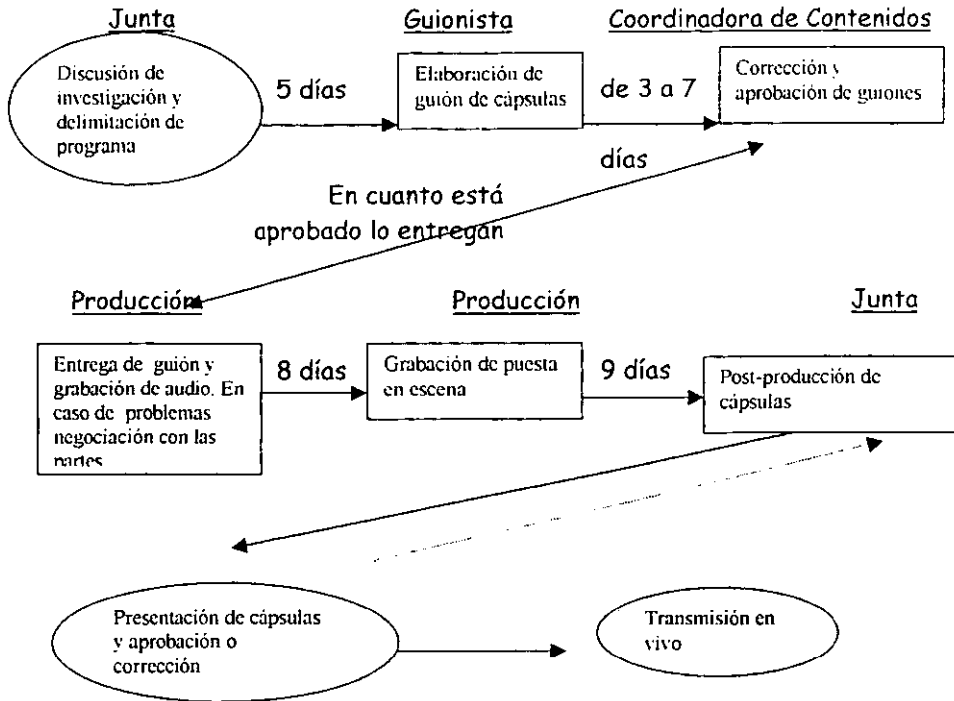 Junta
Guionista
Coordinadora de Contenidos
Discusión de
investigación y
delimitación de
programa
5 días
Elaboración de
guión de cápsulas
de 3 a 7
días
Corrección y
aprobación de guiones
En cuanto está
aprobado lo entregan
Producción
Producción
Junta
Entrega de guión y
grabación de audio. En
caso de problemas
negociación con las
partes
8 días
Grabación de puesta
en escena
9 días
Post-producción de
cápsulas
Presentación de cápsulas
y aprobación o
corrección
Transmisión en
vivo